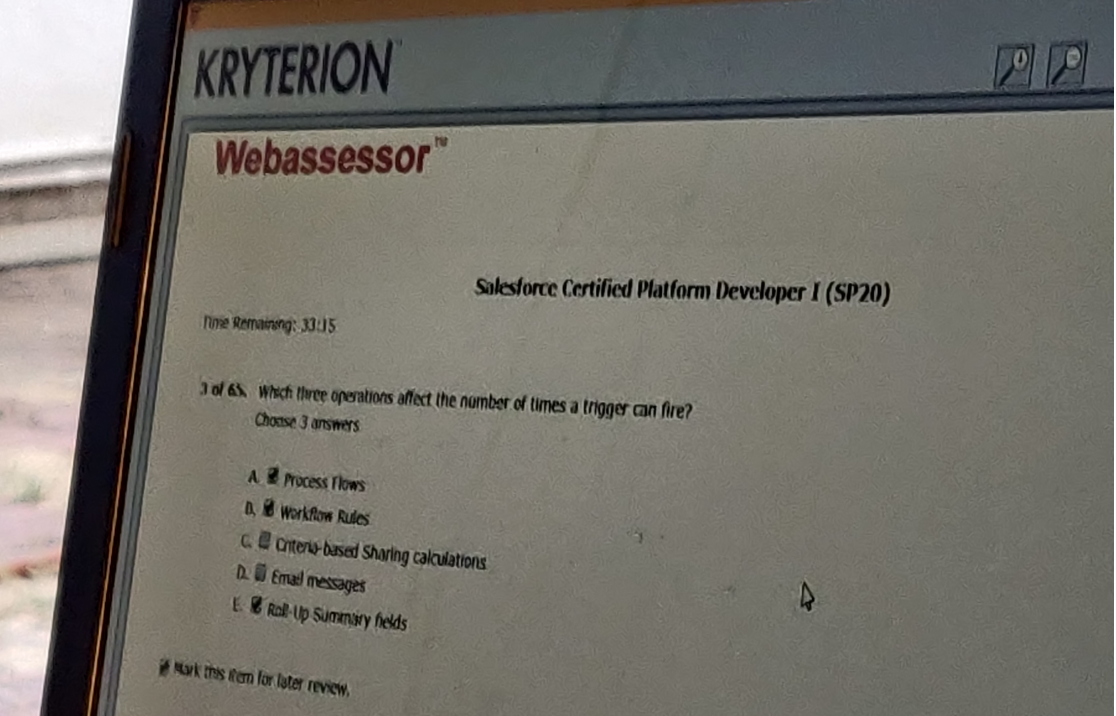 KRYTERION
Webassessor™
Salesforce Certified Platform Developer I (SP20)
Time Remaining: 33:15
3 of 65. Which three operations affect the number of times a trigger can fire?
Choose 3 answers
A. Process Flows
B. Workflow Rules
C. Criteria-based Sharing calculations
D. Email messages
E. Roll-Up Summary fields
Mark this item for later review.